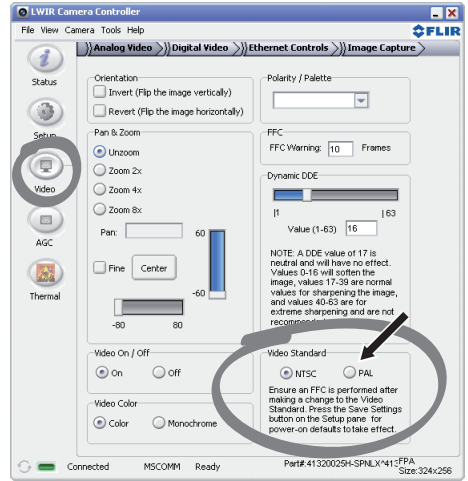 LWIR Camera Controller
File View Camera Tools Help
FLIR
Analog Video Digital Video Ethernet Controls Image Capture
Status
Setup
Video
AGC
Thermal
Orientation
Invert (Flip the image vertically)
Revert (Flip the image horizontally)
Pan & Zoom
Unzoom
Zoom 2x
Zoom 4x
Zoom 8x
Pan:
60
Fine
Center
-60
-80 80
Video On / Off
On Off
Video Color
Color Monochrome
Polarity / Palette
FFC
FFC Warning: 10 Frames
Dynamic DDE
|1 | 63
Value (1-63) 16
NOTE: A DDE value of 17 is
neutral and will have no effect.
Values 0-16 will soften the
image, values 17-39 are normal
values for sharpening the image,
and values 40-63 are for
extreme sharpening and are not
Video Standard
NTSC PAL
Ensure an FFC is performed after
making a change to the Video
Standard. Press the Save Settings
button on the Setup pane for
power-on defaults to take effect.
Connected MSCOMM Ready
FPA
Size:324x256